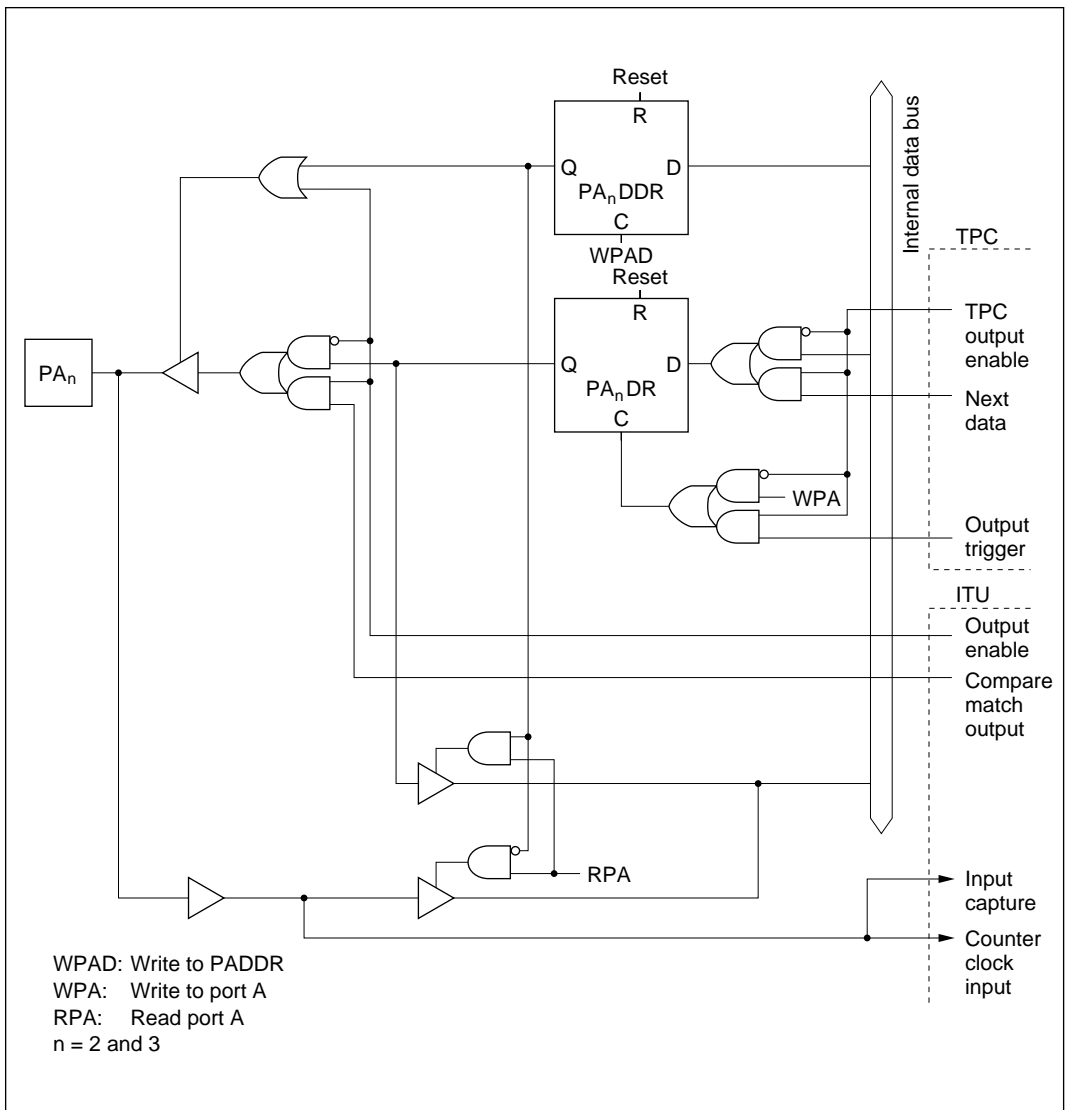 Reset
R
Q
D
PAnDDR
C
WPAD
Internal data bus
TPC
Reset
R
TPC
output
enable
PAn
Q
D
PAnDR
Next
data
C
WPA
Output
trigger
ITU
Output
enable
Compare
match
output
RPA
Input
capture
Counter
clock
input
WPAD: Write to PADDR
WPA: Write to port A
RPA: Read port A
n = 2 and 3